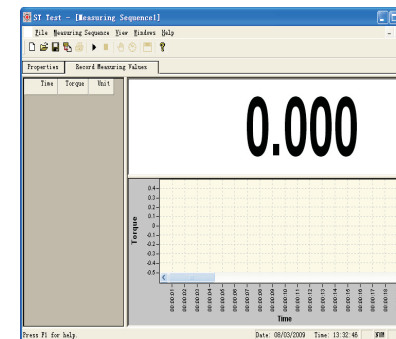 ST Test - [Measuring Sequence1]
File Measuring Sequence View Windows Help
Properties Record Measuring Values
Time Torque Unit
0.000
0.4
0.3
0.2
0.1
0
-0.1
-0.2
-0.3
-0.4
-0.5
Torque
00:00:01 00:00:02 00:00:03 00:00:04 00:00:05 00:00:06 00:00:07 00:00:08 00:00:09 00:00:10 00:00:11 00:00:12 00:00:13 00:00:14 00:00:15 00:00:16 00:00:17 00:00:18
Time
Press F1 for help. Date: 08/03/2009 Time: 13:32:46 NUM